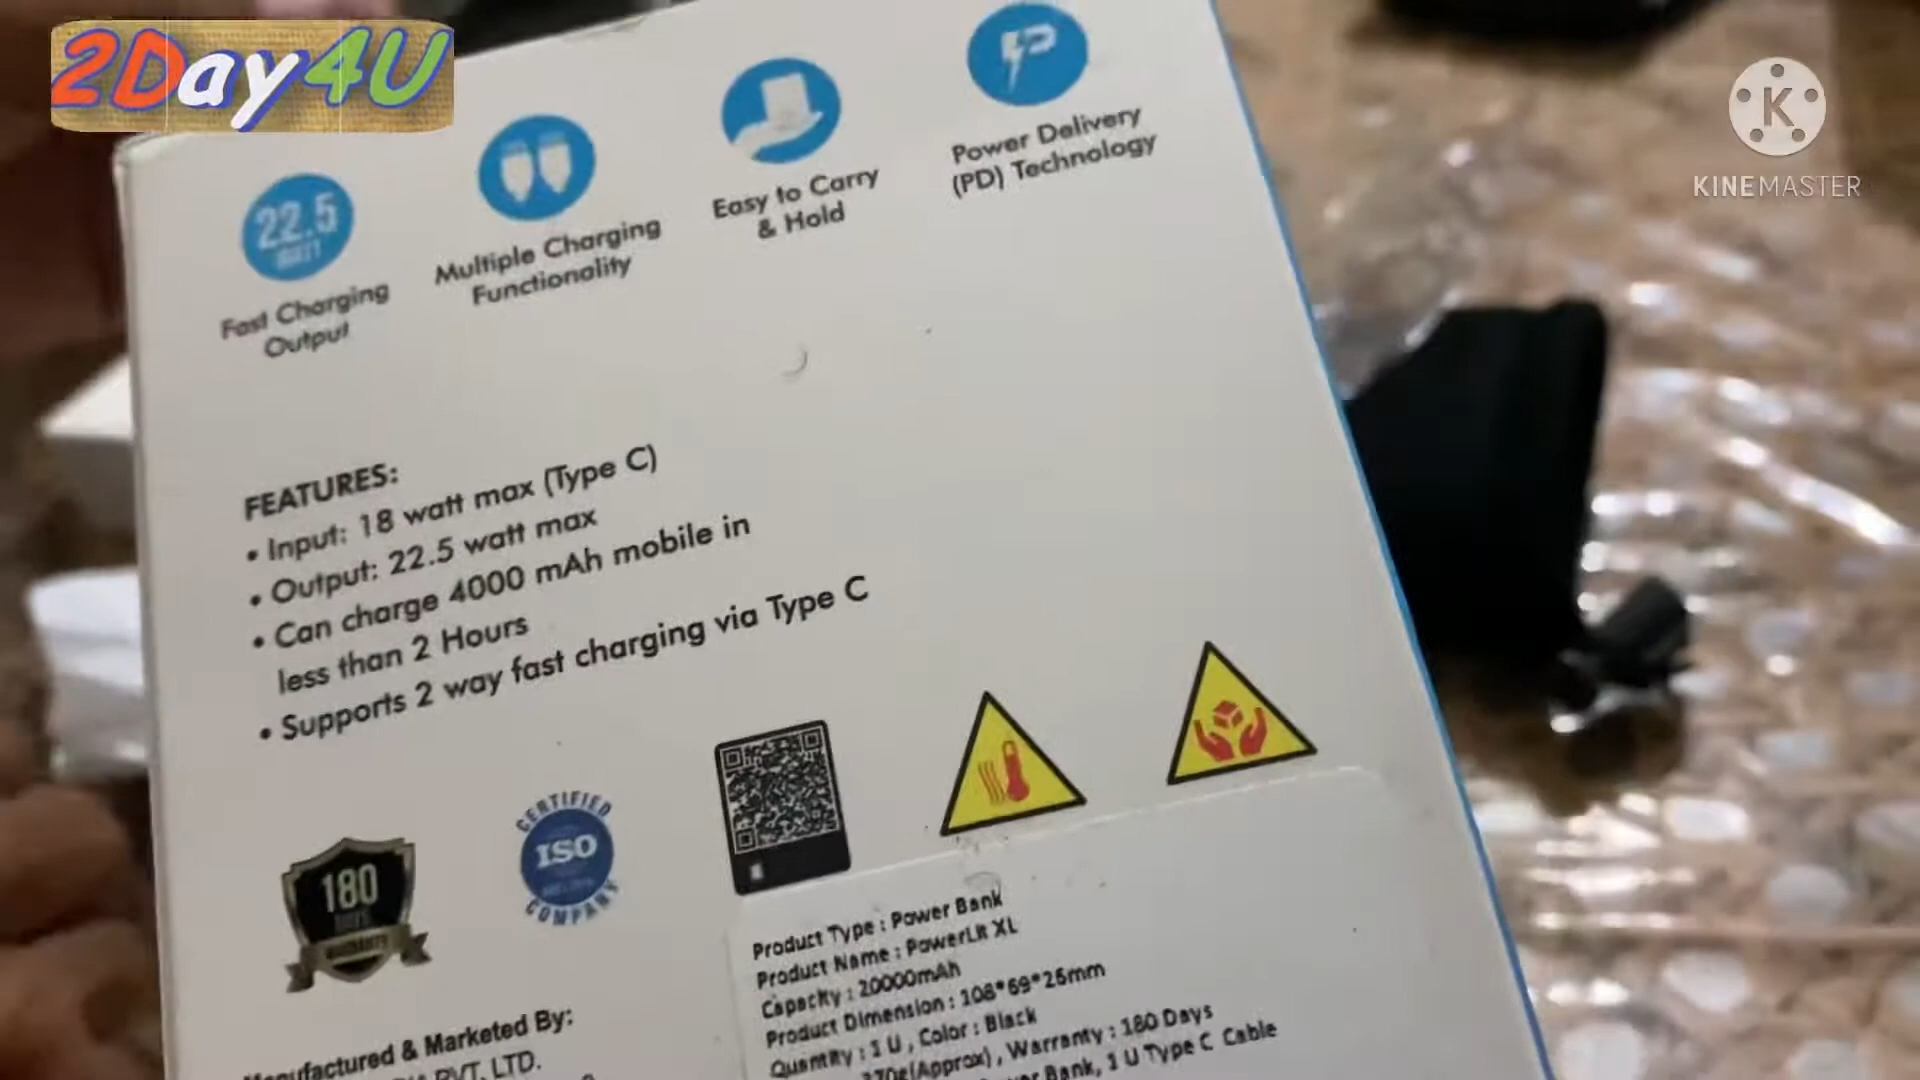 2Day4U
KINEMASTER
22.5
WATT
Fast Charging
Output
Multiple Charging
Functionality
Easy to Carry
& Hold
Power Delivery
(PD) Technology
FEATURES:
• Input: 18 watt max (Type C)
• Output: 22.5 watt max
• Can charge 4000 mAh mobile in
less than 2 Hours
• Supports 2 way fast charging via Type C
180
DAYS
WARRANTY
CERTIFIED
ISO
COMPANY
Product Type : Power Bank
Product Name : PowerLit XL
Capacity : 20000mAh
Product Dimension : 108*69*26mm
Quantity : 1 U , Color : Black
370g(Approx) , Warranty : 180 Days
Bank, 1 U Type C Cable
Manufactured & Marketed By:
PVT. LTD.